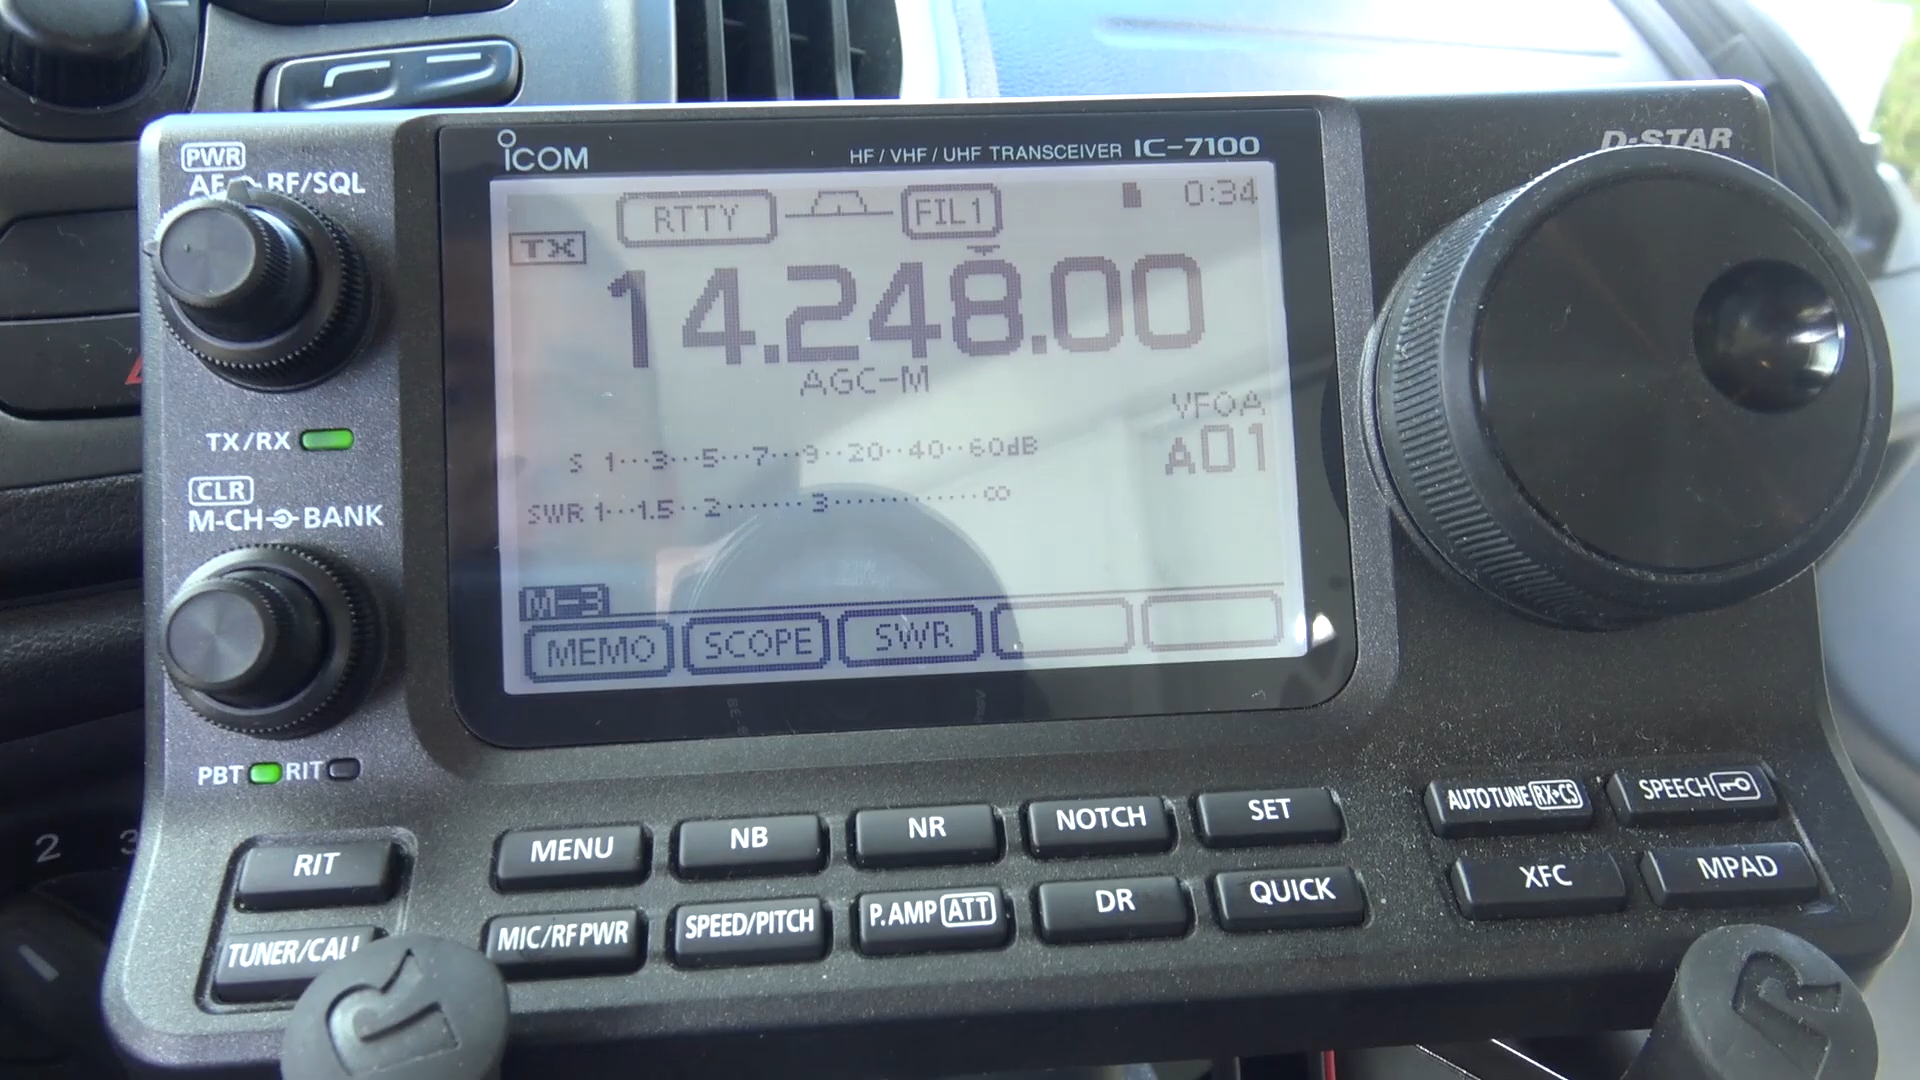 PWR
AF RF/SQL
ICOM
HF/VHF/UHF TRANSCEIVER IC-7100
D-STAR
RTTY FIL1 0:34
TX
14.248.00
AGC-M
VFOA
A01
S 1···3···5···7···9··20··40··60dB
SWR 1···1.5··2·······3············∞
M-3
MEMO SCOPE SWR
TX/RX
CLR
M-CH BANK
PBT RIT
2 3
RIT MENU NB NR NOTCH SET AUTOTUNE RX▸CS SPEECH
TUNER/CALL MIC/RF PWR SPEED/PITCH P.AMP ATT DR QUICK XFC MPAD
R R